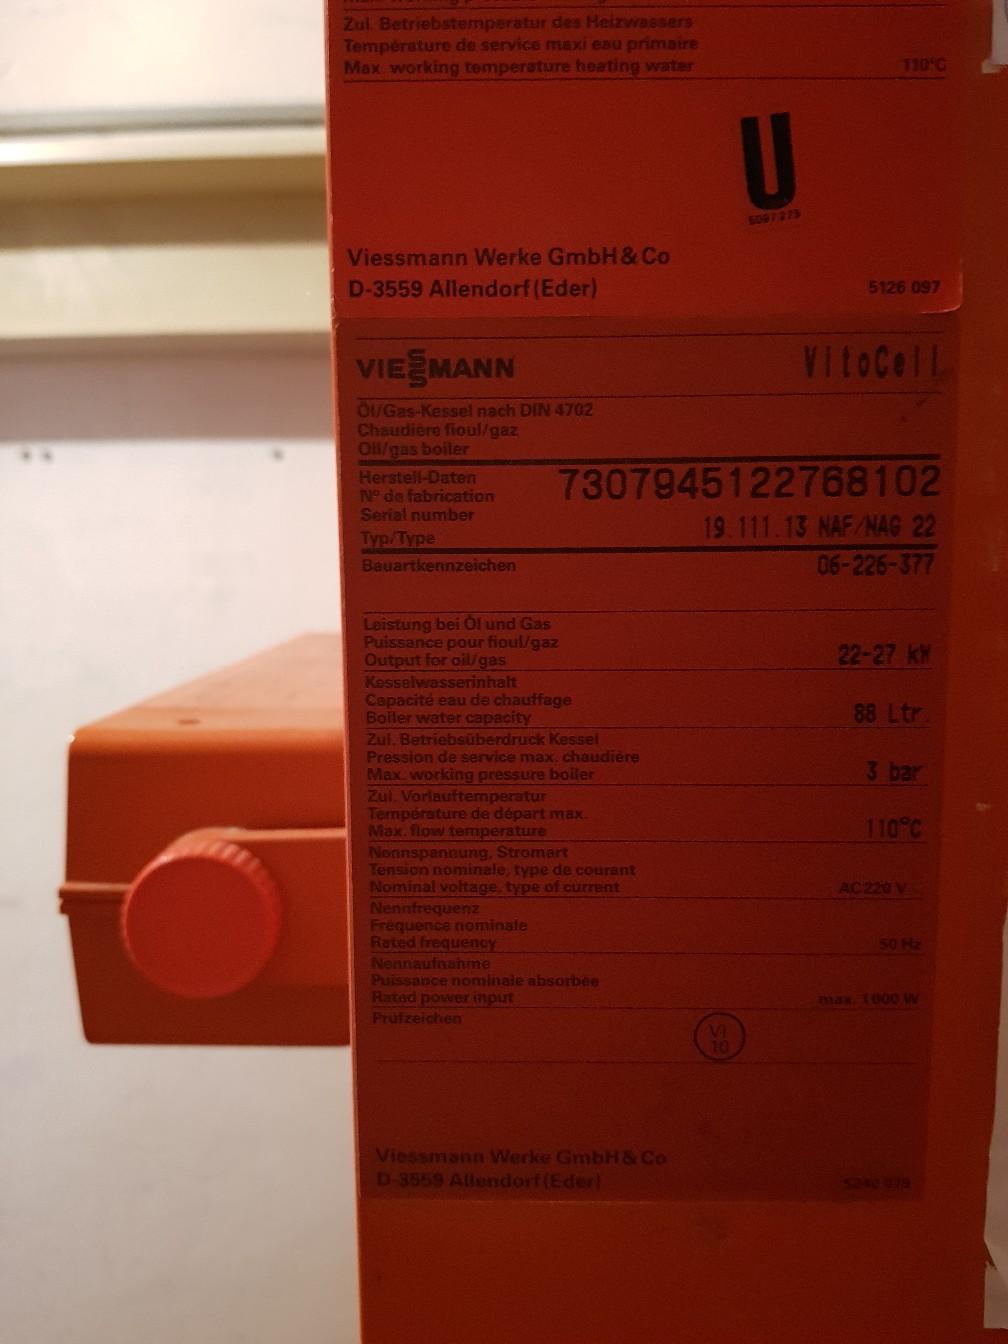 Zul. Betriebstemperatur des Heizwassers
Température de service maxi eau primaire
Max. working temperature heating water 110°C
U
5097 229
Viessmann Werke GmbH & Co
D-3559 Allendorf (Eder) 5126 097
VIESSMANN VitoCell
Öl/Gas-Kessel nach DIN 4702
Chaudière fioul/gaz
Oil/gas boiler
Herstell-Daten 7307945122768102
N° de fabrication
Serial number
Typ/Type 19.111.13 NAF/NAG 22
Bauartkennzeichen 06-226-377
Leistung bei Öl und Gas
Puissance pour fioul/gaz
Output for oil/gas 22-27 kW
Kesselwasserinhalt
Capacité eau de chauffage
Boiler water capacity 88 Ltr.
Zul. Betriebsüberdruck Kessel
Pression de service max. chaudière
Max. working pressure boiler 3 bar
Zul. Vorlauftemperatur
Température de départ max.
Max. flow temperature 110°C
Nennspannung, Stromart
Tension nominale, type de courant
Nominal voltage, type of current AC 220 V
Nennfrequenz
Fréquence nominale
Rated frequency 50 Hz
Nennaufnahme
Puissance nominale absorbée
Rated power input max. 1000 W
Prüfzeichen
VI
10
Viessmann Werke GmbH & Co
D-3559 Allendorf (Eder) 5240 079